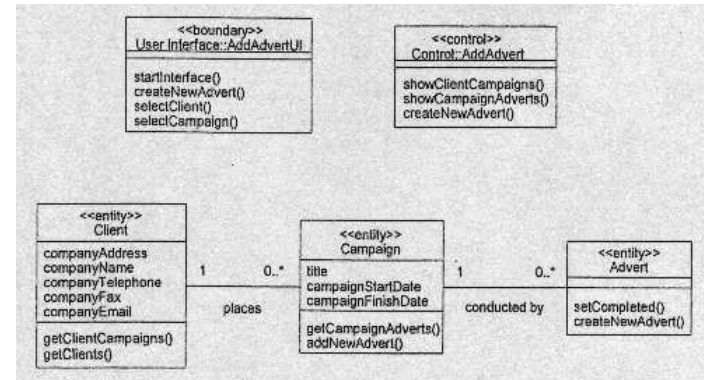 <<boundary>>
User Interface::AddAdvertUI
startInterface()
createNewAdvert()
selectClient()
selectCampaign()
<<control>>
Control::AddAdvert
showClientCampaigns()
showCampaignAdverts()
createNewAdvert()
<<entity>>
Client
companyAddress
companyName
companyTelephone
companyFax
companyEmail
getClientCampaigns()
getClients()
1 0..*
places
<<entity>>
Campaign
title
campaignStartDate
campaignFinishDate
getCampaignAdverts()
addNewAdvert()
1 0..*
conducted by
<<entity>>
Advert
setCompleted()
createNewAdvert()